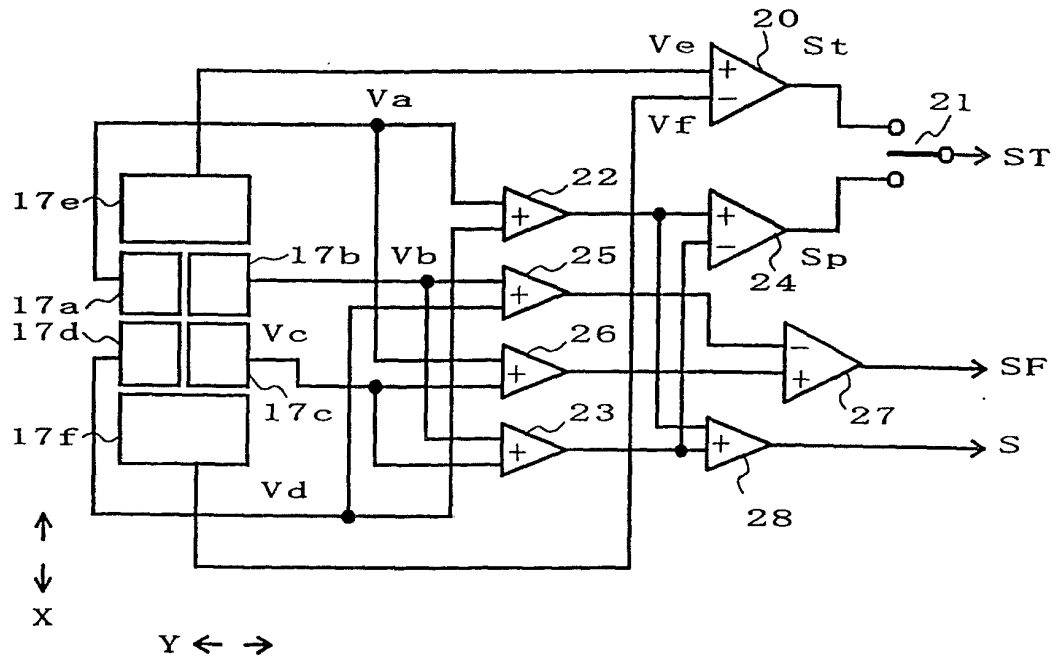 20
Ve
St
Va
+
−
21
Vf
ST
17e
22
+
+
−
17b
Vb
25
24
Sp
17a
+
17d
Vc
26
−
SF
+
+
27
17c
23
17f
+
+
S
Vd
28
X
Y